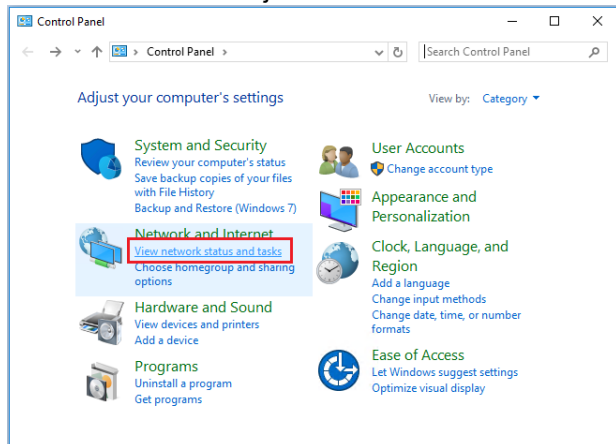 Control Panel
Control Panel
Search Control Panel
Adjust your computer's settings
View by: Category
System and Security
Review your computer's status
Save backup copies of your files
with File History
Backup and Restore (Windows 7)
Network and Internet
View network status and tasks
Choose homegroup and sharing
options
Hardware and Sound
View devices and printers
Add a device
Programs
Uninstall a program
Get programs
User Accounts
Change account type
Appearance and
Personalization
Clock, Language, and
Region
Add a language
Change input methods
Change date, time, or number
formats
Ease of Access
Let Windows suggest settings
Optimize visual display